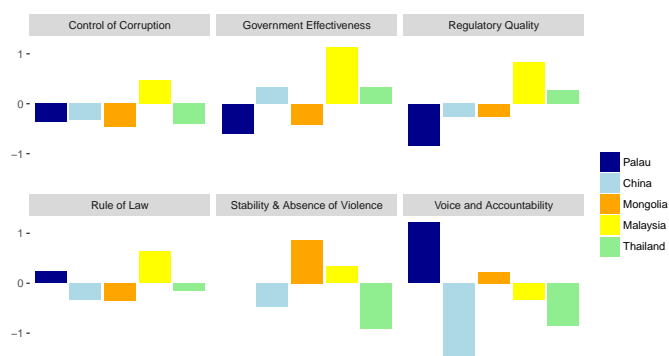 Control of Corruption
Government Effectiveness
Regulatory Quality
1
0
−1
Rule of Law
Stability & Absence of Violence
Voice and Accountability
1
0
−1
Palau
China
Mongolia
Malaysia
Thailand